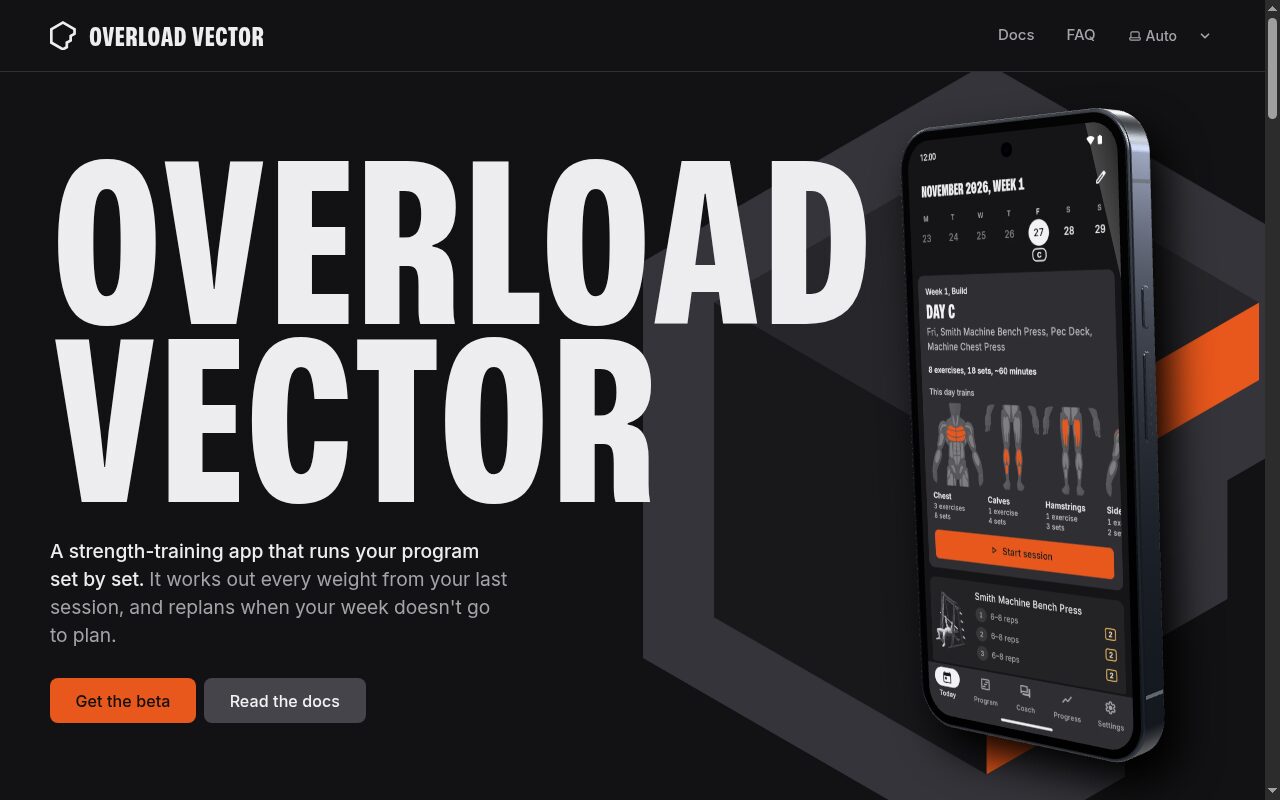 OVERLOAD VECTOR
Docs
FAQ
Auto
OVERLOAD
VECTOR
A strength-training app that runs your program
set by set. It works out every weight from your last
session, and replans when your week doesn't go
to plan.
Get the beta
Read the docs
12:00
NOVEMBER 2026, WEEK 1
M T W T F S S
23 24 25 26 27 28 29
C
Week 1, Build
DAY C
Fri, Smith Machine Bench Press, Pec Deck,
Machine Chest Press
8 exercises, 18 sets, ~60 minutes
This day trains
Chest
3 exercises
8 sets
Calves
1 exercise
4 sets
Hamstrings
1 exercise
3 sets
Side
1 ex
2 se
Start session
Smith Machine Bench Press
1 6–8 reps 2
2 6–8 reps 2
3 6–8 reps 2
Today
Program
Coach
Progress
Settings